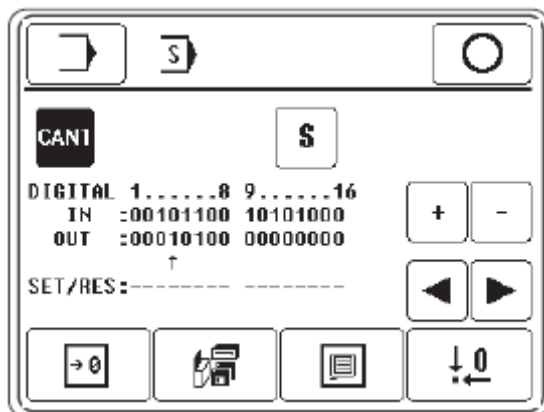 S
CAN1
S
DIGITAL 1......8 9......16
IN :00101100 10101000
OUT :00010100 00000000
↑
SET/RES:-------- --------
+ -
→0
0